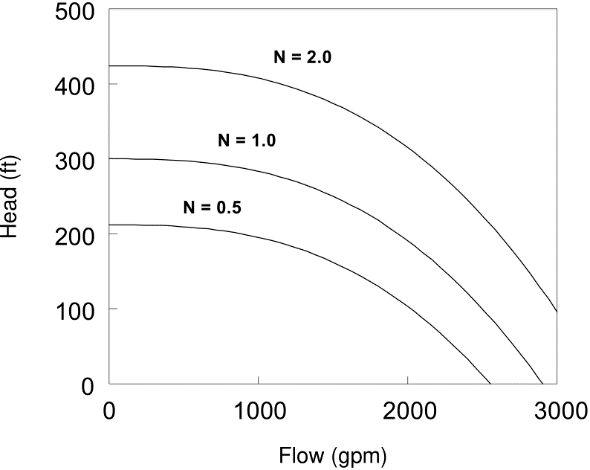 500
N = 2.0
400
N = 1.0
300
N = 0.5
200
100
0
0 1000 2000 3000
Head (ft)
Flow (gpm)